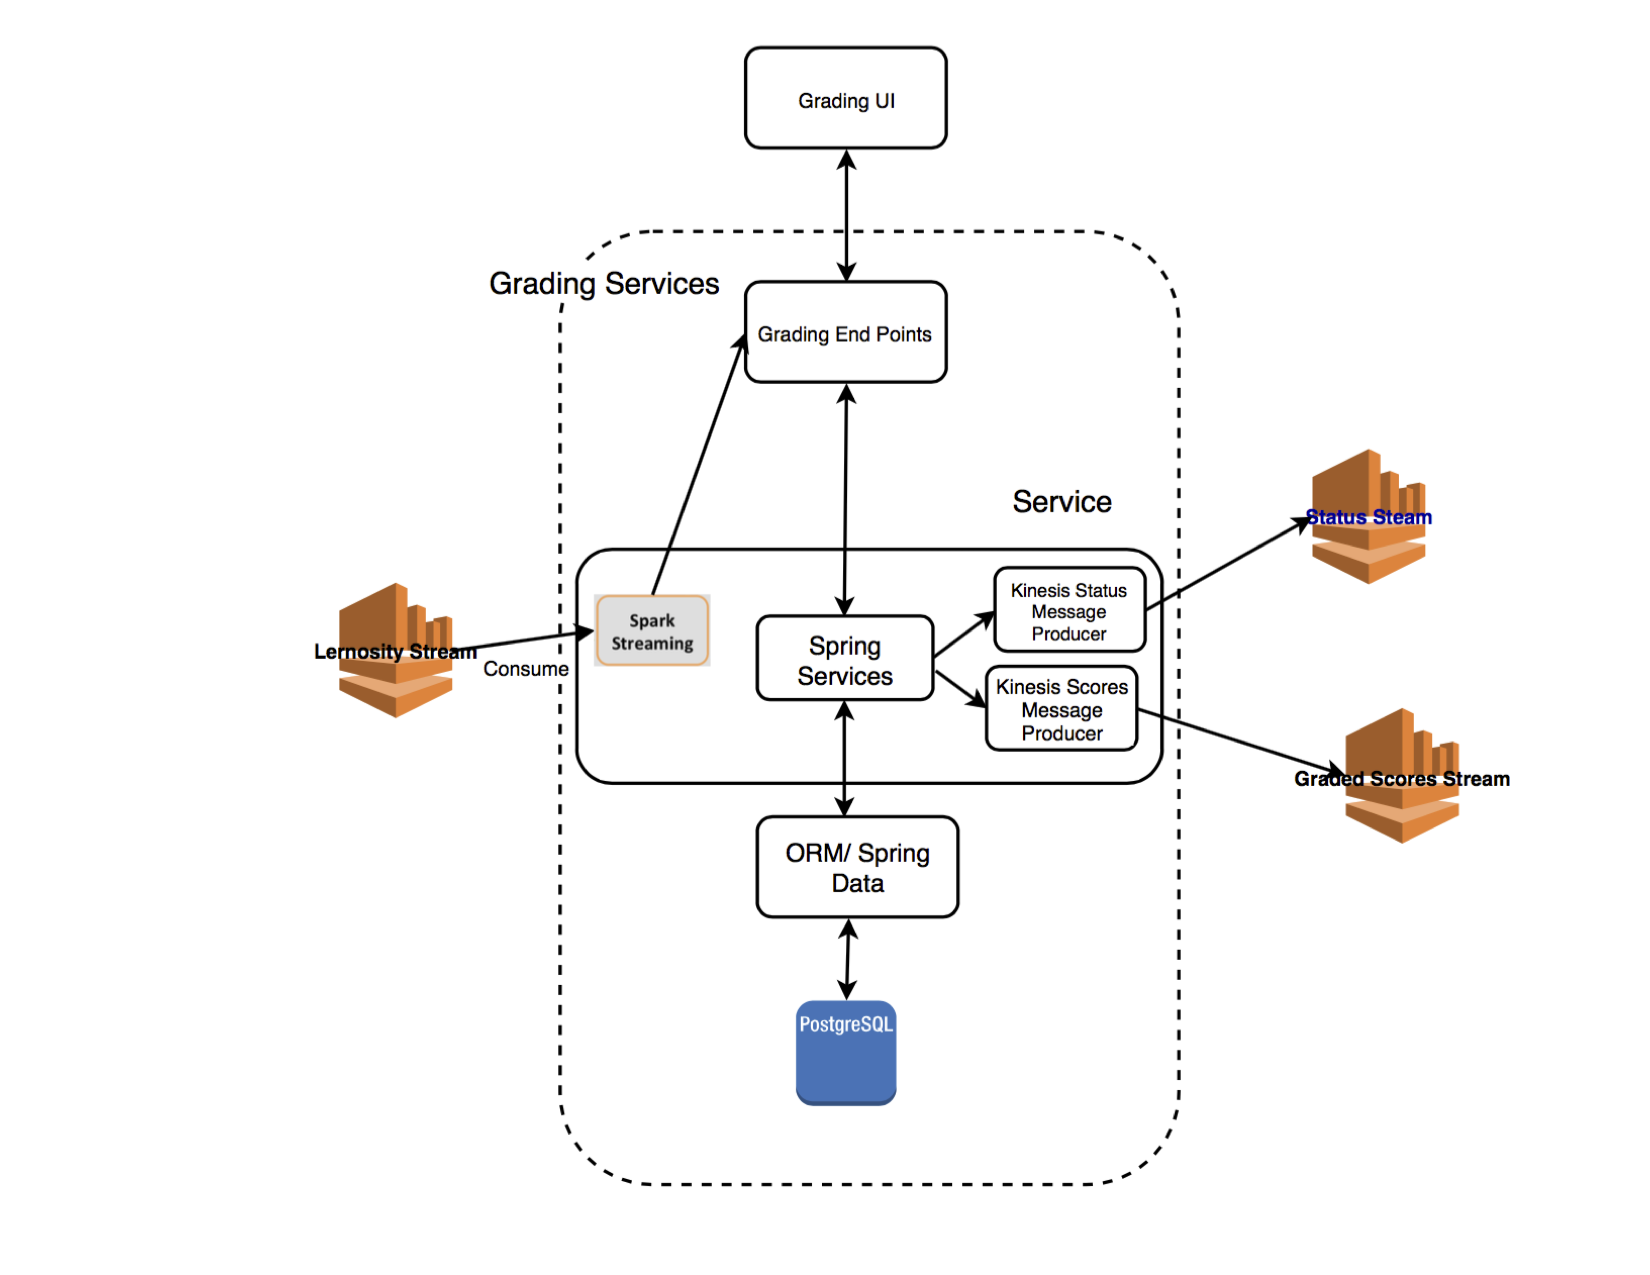 Grading UI
Grading Services
Grading End Points
Service
Status Steam
Kinesis Status
Message
Producer
Spark
Streaming
Lernosity Stream
Consume
Spring
Services
Kinesis Scores
Message
Producer
Graded Scores Stream
ORM/ Spring
Data
PostgreSQL